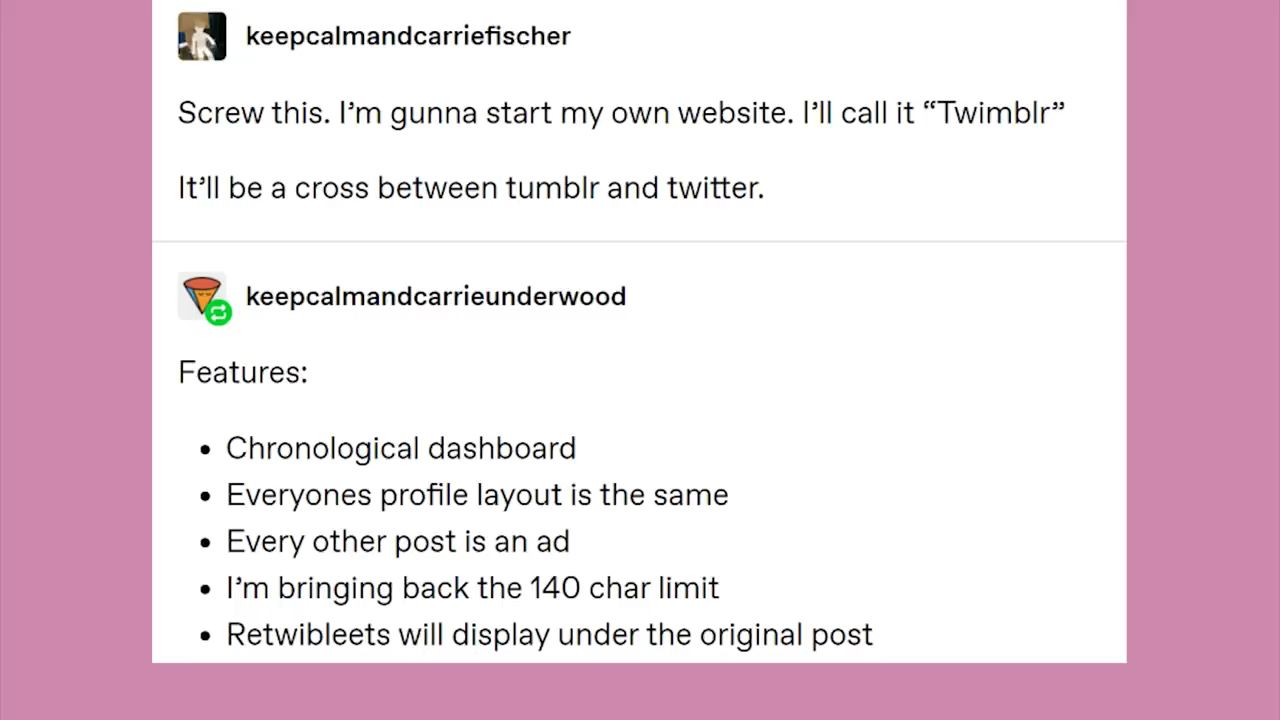 keepcalmandcarriefischer
Screw this. I’m gunna start my own website. I’ll call it “Twimblr”
It’ll be a cross between tumblr and twitter.
keepcalmandcarrieunderwood
Features:
• Chronological dashboard
• Everyones profile layout is the same
• Every other post is an ad
• I’m bringing back the 140 char limit
• Retwibleets will display under the original post